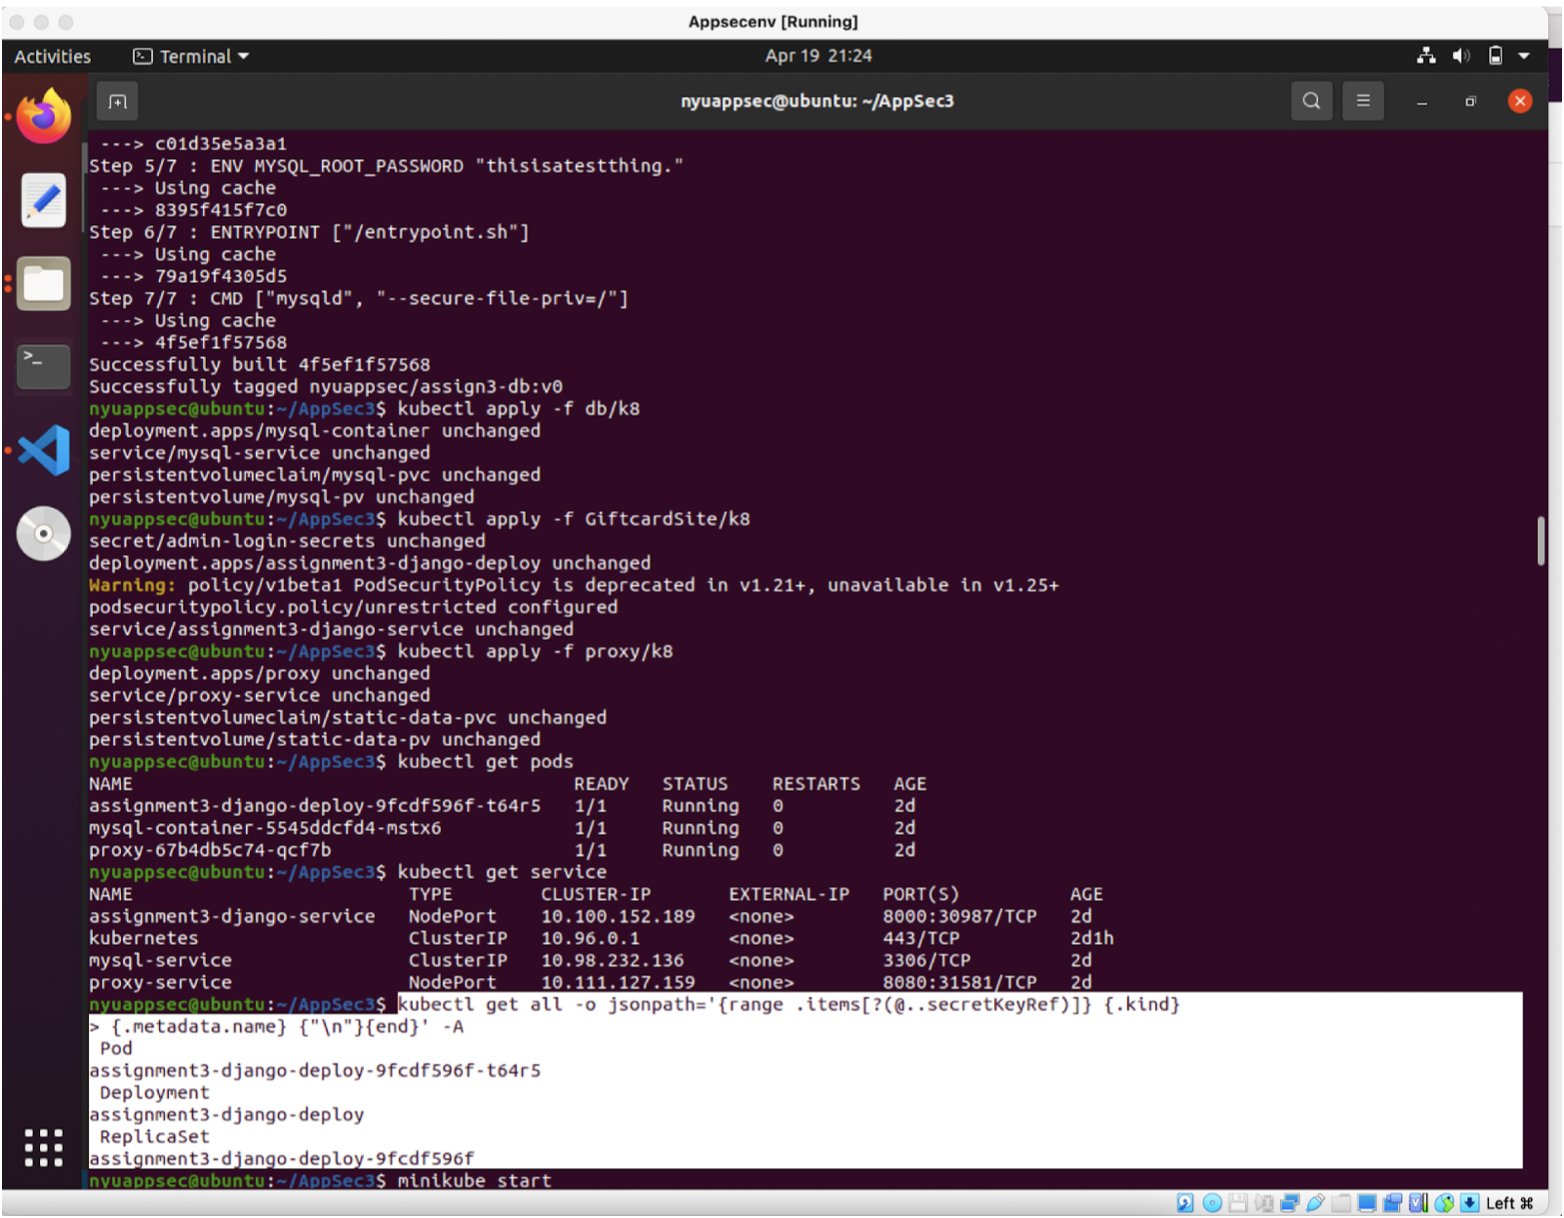 Appsecenv [Running]
Activities Terminal Apr 19 21:24
nyuappsec@ubuntu: ~/AppSec3
---> c01d35e5a3a1
Step 5/7 : ENV MYSQL_ROOT_PASSWORD "thisisatestthing."
---> Using cache
---> 8395f415f7c0
Step 6/7 : ENTRYPOINT ["/entrypoint.sh"]
---> Using cache
---> 79a19f4305d5
Step 7/7 : CMD ["mysqld", "--secure-file-priv=/"]
---> Using cache
---> 4f5ef1f57568
Successfully built 4f5ef1f57568
Successfully tagged nyuappsec/assign3-db:v0
nyuappsec@ubuntu:~/AppSec3$ kubectl apply -f db/k8
deployment.apps/mysql-container unchanged
service/mysql-service unchanged
persistentvolumeclaim/mysql-pvc unchanged
persistentvolume/mysql-pv unchanged
nyuappsec@ubuntu:~/AppSec3$ kubectl apply -f GiftcardSite/k8
secret/admin-login-secrets unchanged
deployment.apps/assignment3-django-deploy unchanged
Warning: policy/v1beta1 PodSecurityPolicy is deprecated in v1.21+, unavailable in v1.25+
podsecuritypolicy.policy/unrestricted configured
service/assignment3-django-service unchanged
nyuappsec@ubuntu:~/AppSec3$ kubectl apply -f proxy/k8
deployment.apps/proxy unchanged
service/proxy-service unchanged
persistentvolumeclaim/static-data-pvc unchanged
persistentvolume/static-data-pv unchanged
nyuappsec@ubuntu:~/AppSec3$ kubectl get pods
NAME READY STATUS RESTARTS AGE
assignment3-django-deploy-9fcdf596f-t64r5 1/1 Running 0 2d
mysql-container-5545ddcfd4-mstx6 1/1 Running 0 2d
proxy-67b4db5c74-qcf7b 1/1 Running 0 2d
nyuappsec@ubuntu:~/AppSec3$ kubectl get service
NAME TYPE CLUSTER-IP EXTERNAL-IP PORT(S) AGE
assignment3-django-service NodePort 10.100.152.189 <none> 8000:30987/TCP 2d
kubernetes ClusterIP 10.96.0.1 <none> 443/TCP 2d1h
mysql-service ClusterIP 10.98.232.136 <none> 3306/TCP 2d
proxy-service NodePort 10.111.127.159 <none> 8080:31581/TCP 2d
nyuappsec@ubuntu:~/AppSec3$ kubectl get all -o jsonpath='{range .items[?(@..secretKeyRef)]} {.kind}
> {.metadata.name} {"\n"}{end}' -A
Pod
assignment3-django-deploy-9fcdf596f-t64r5
Deployment
assignment3-django-deploy
ReplicaSet
assignment3-django-deploy-9fcdf596f
nyuappsec@ubuntu:~/AppSec3$ minikube start
Left ⌘